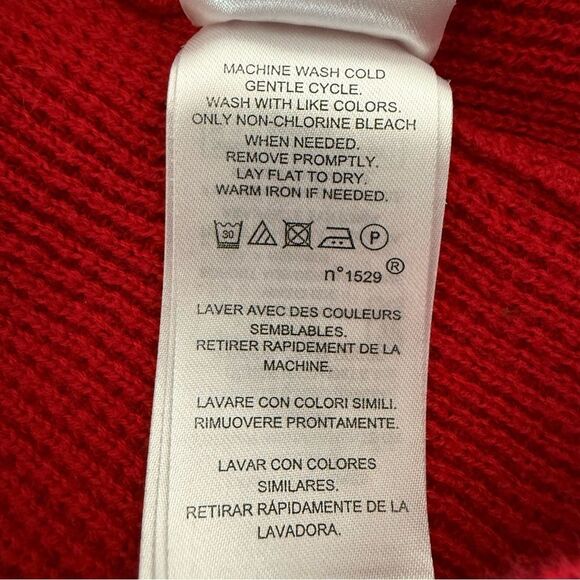 MACHINE WASH COLD
GENTLE CYCLE.
WASH WITH LIKE COLORS.
ONLY NON-CHLORINE BLEACH
WHEN NEEDED.
REMOVE PROMPTLY.
LAY FLAT TO DRY.
WARM IRON IF NEEDED.
30 P
n°1529 ®
LAVER AVEC DES COULEURS
SEMBLABLES.
RETIRER RAPIDEMENT DE LA
MACHINE.
LAVARE CON COLORI SIMILI.
RIMUOVERE PRONTAMENTE.
LAVAR CON COLORES
SIMILARES.
RETIRAR RÁPIDAMENTE DE LA
LAVADORA.